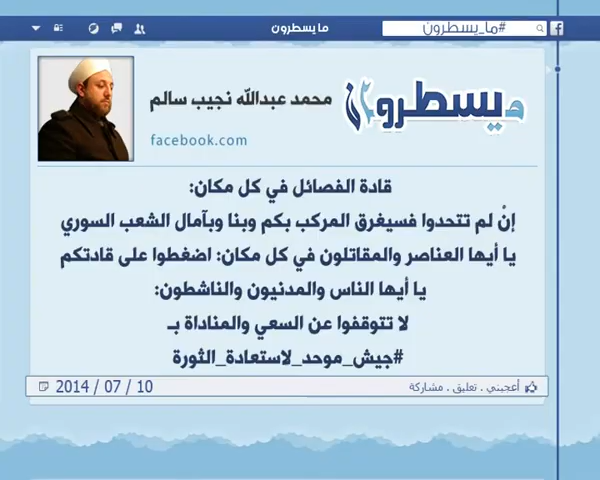 #ما_يسطرون
ما يسطرون
ما يسطرون
محمد عبدالله نجيب سالم
facebook.com
قادة الفصائل في كل مكان:
إنْ لم تتحدوا فسيغرق المركب بكم وبنا وبآمال الشعب السوري
يا أيها العناصر والمقاتلون في كل مكان: اضغطوا على قادتكم
يا أيها الناس والمدنيون والناشطون:
لا تتوقفوا عن السعي والمناداة بـ
#جيش_موحد_لاستعادة_الثورة
أعجبني . تعليق . مشاركة
2014 / 07 / 10